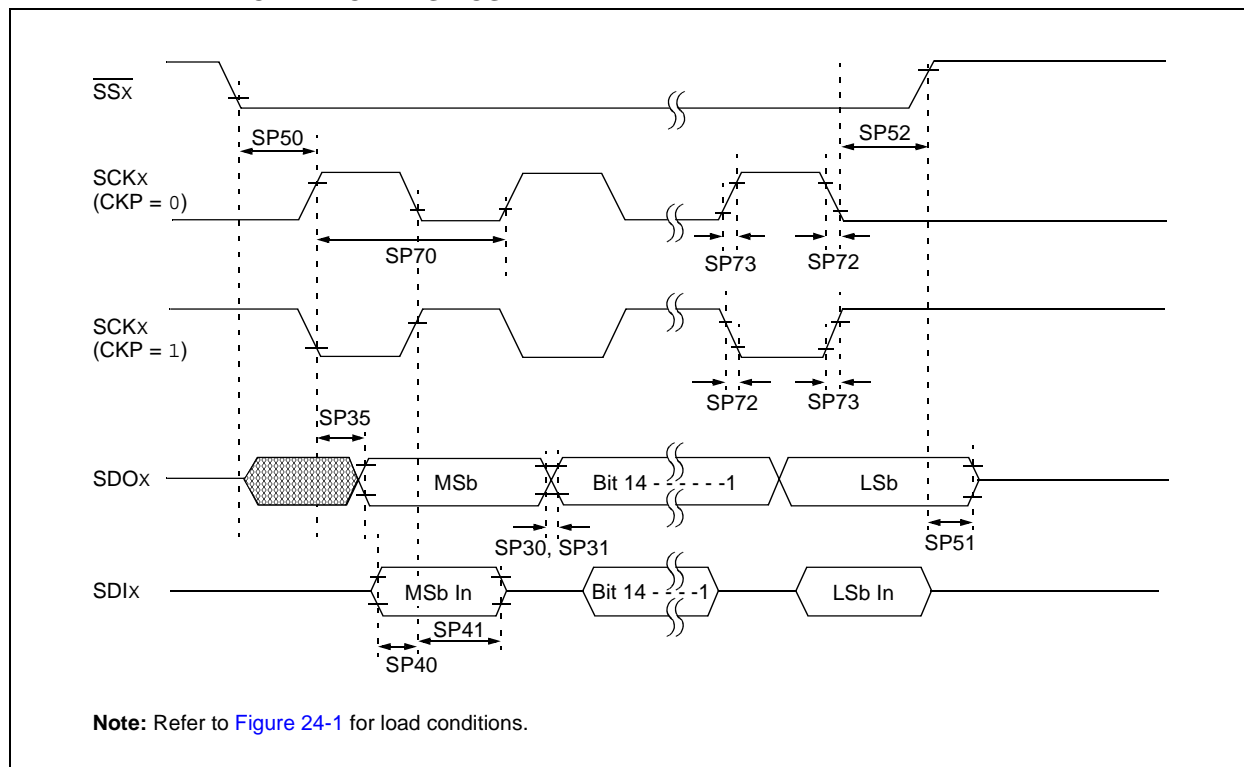 SSX
SP50
SP52
SCKX
(CKP = 0)
SP70
SP73
SP72
SCKX
(CKP = 1)
SP72
SP73
SP35
SDOX
MSb
Bit 14 - - - - - -1
LSb
SP30, SP31
SP51
SDIX
MSb In
Bit 14 - - - -1
LSb In
SP41
SP40
Note: Refer to Figure 24-1 for load conditions.